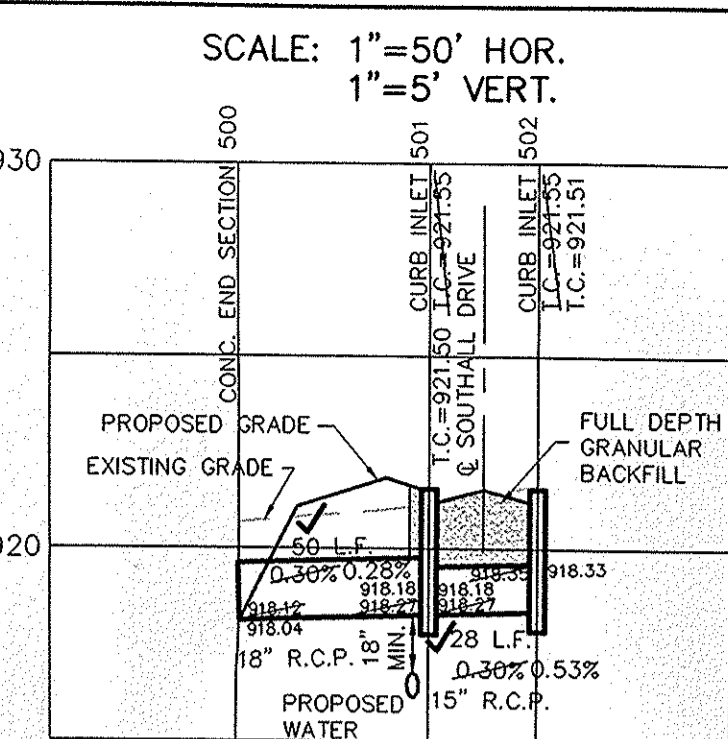 SCALE: 1"=50' HOR.
1"=5' VERT.
930
CONC. END SECTION 500
CURB INLET 501
T.C.=921.50 T.C.=921.55
℄ SOUTHALL DRIVE
CURB INLET 502
T.C.=921.55
T.C.=921.51
PROPOSED GRADE
EXISTING GRADE
FULL DEPTH
GRANULAR
BACKFILL
920
50 L.F.
0.30% 0.28%
918.35 918.33
918.18 918.18
918.12 918.27 918.27
918.04
18" R.C.P.
18"
MIN.
28 L.F.
0.30% 0.53%
15" R.C.P.
PROPOSED
WATER